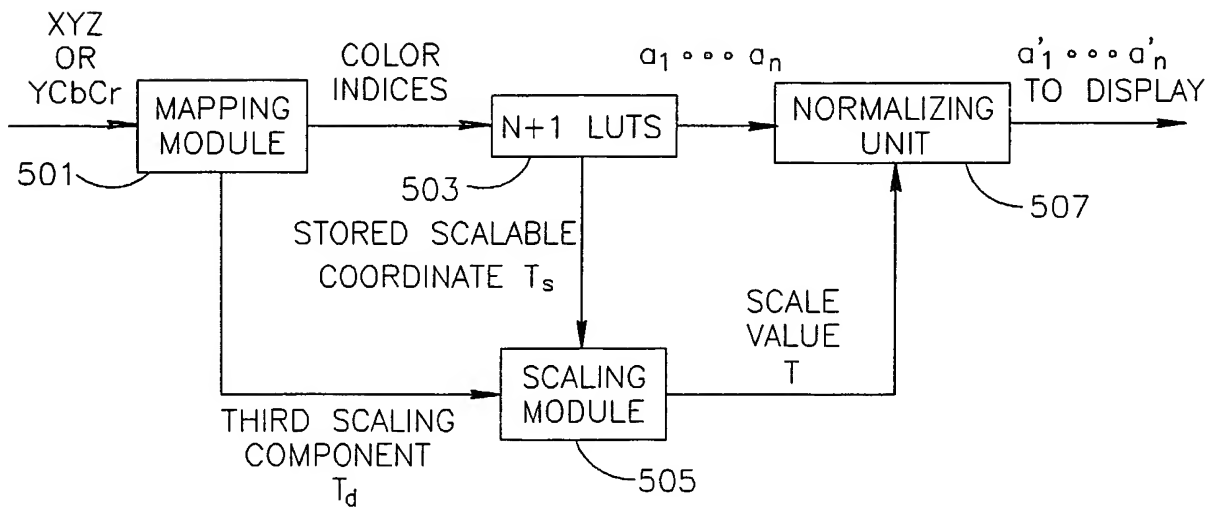 XYZ
OR
YCbCr
MAPPING
MODULE
501
COLOR
INDICES
N+1 LUTS
503
a1 ∘∘∘ an
NORMALIZING
UNIT
507
a'1 ∘∘∘ a'n
TO DISPLAY
STORED SCALABLE
COORDINATE Ts
SCALE
VALUE
T
SCALING
MODULE
505
THIRD SCALING
COMPONENT
Td